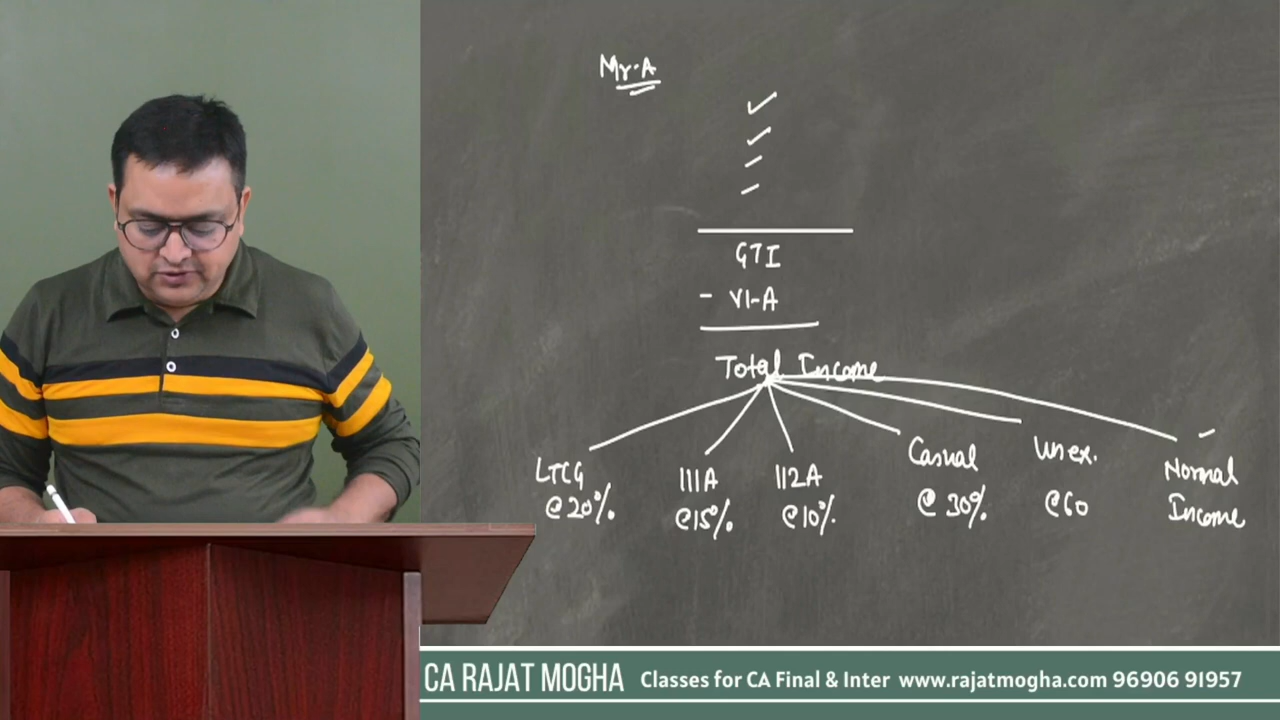 Mr. A
GTI
- VI-A
Total Income
LTCG
@20%
111A
@15%
112A
@10%
Casual
@ 30%
Unex.
@60
Normal
Income
CA RAJAT MOGHA Classes for CA Final & Inter www.rajatmogha.com 96906 91957